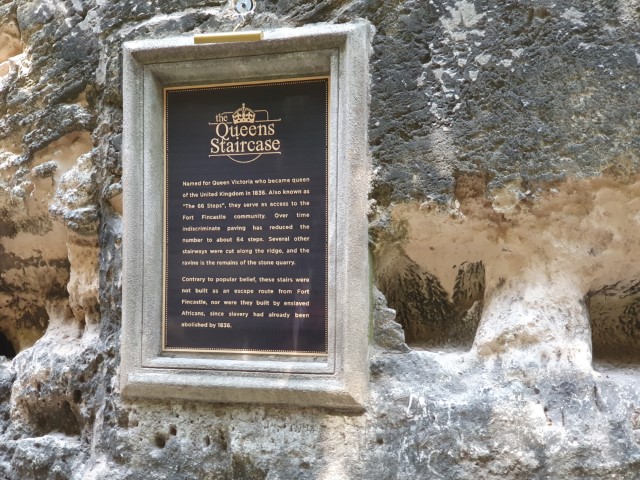 the
Queens
Staircase
Named for Queen Victoria who became queen
of the United Kingdom in 1836. Also known as
"The 66 Steps", they serve as access to the
Fort Fincastle community. Over time
indiscriminate paving has reduced the
number to about 64 steps. Several other
stairways were cut along the ridge, and the
ravine is the remains of the stone quarry.
Contrary to popular belief, these stairs were
not built as an escape route from Fort
Fincastle, nor were they built by enslaved
Africans, since slavery had already been
abolished by 1836.